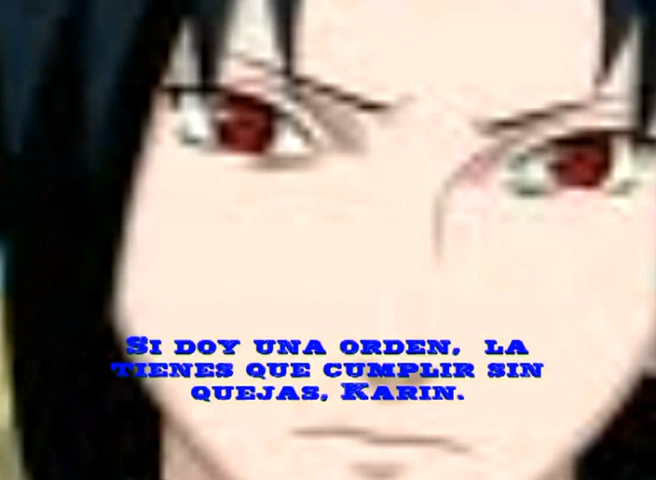 Si doy una orden, la
tienes que cumplir sin
quejas, Karin.